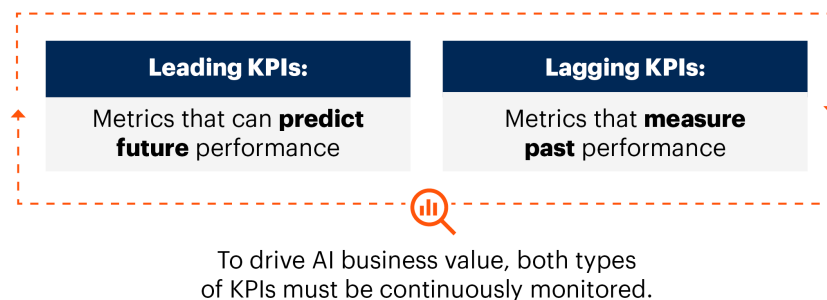 Leading KPIs:
Metrics that can predict
future performance
Lagging KPIs:
Metrics that measure
past performance
To drive AI business value, both types
of KPIs must be continuously monitored.